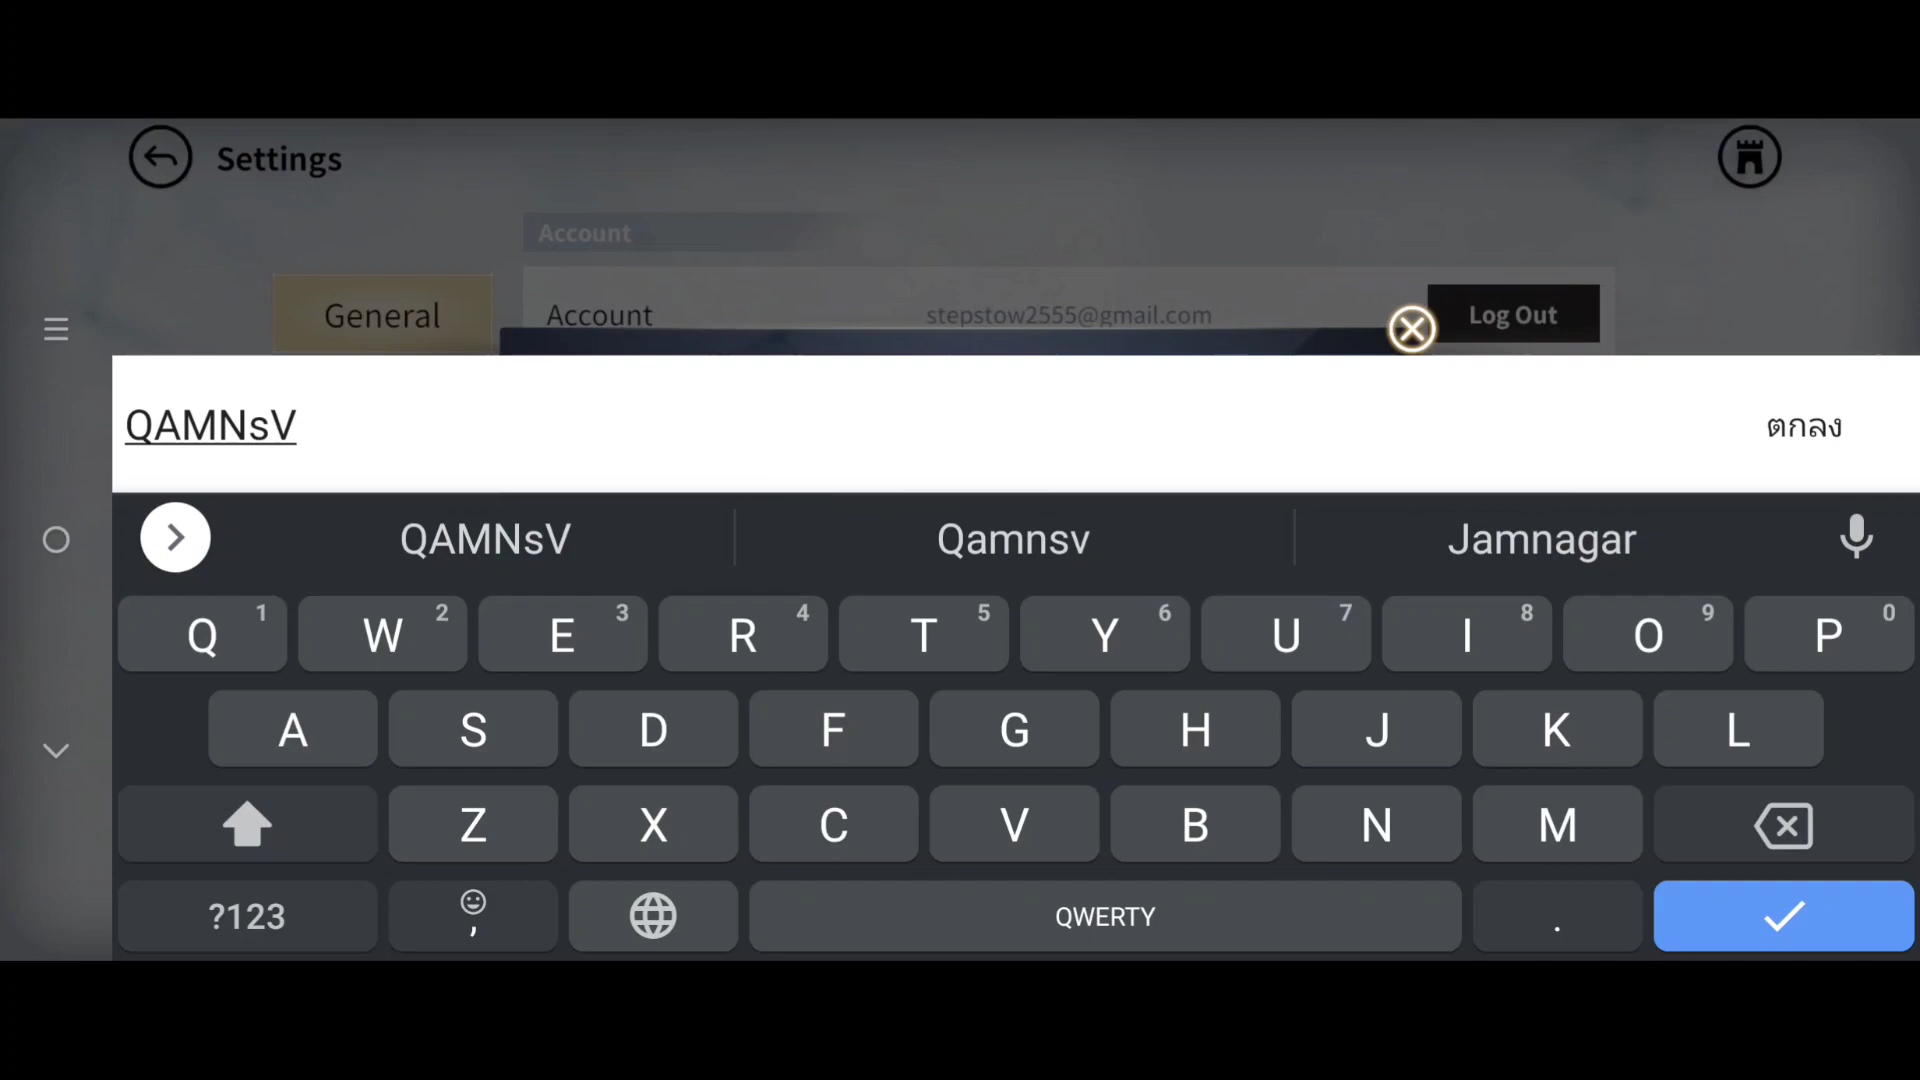 Settings
Account
General
Account
stepstow2555@gmail.com
Log Out
QAMNsV
ตกลง
QAMNsV
Qamnsv
Jamnagar
Q 1 W 2 E 3 R 4 T 5 Y 6 U 7 I 8 O 9 P 0
A S D F G H J K L
Z X C V B N M
?123 , QWERTY .